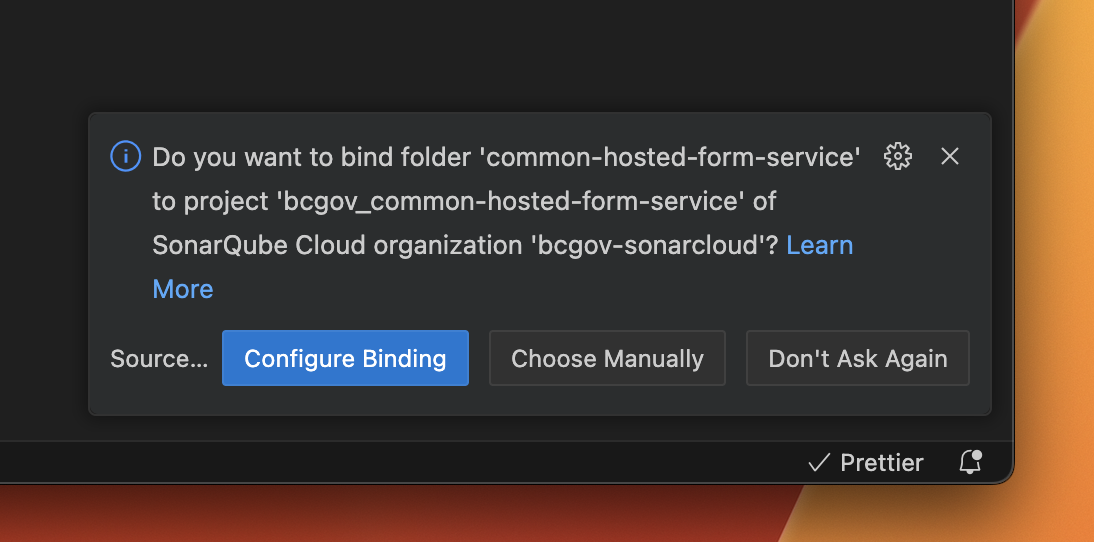 Do you want to bind folder 'common-hosted-form-service'
to project 'bcgov_common-hosted-form-service' of
SonarQube Cloud organization 'bcgov-sonarcloud'? Learn
More
Source... Configure Binding Choose Manually Don't Ask Again
Prettier